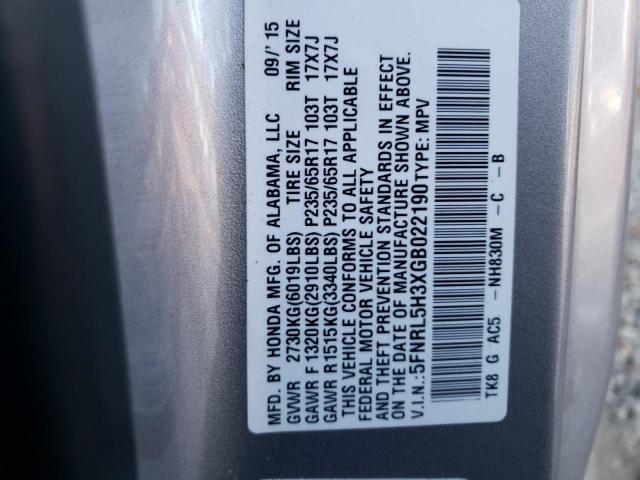 MFD. BY HONDA MFG. OF ALABAMA, LLC 09/'15
GVWR 2730KG(6019LBS) TIRE SIZE RIM SIZE
GAWR F 1320KG(2910LBS) P235/65R17 103T 17X7J
GAWR R 1515KG(3340LBS) P235/65R17 103T 17X7J
THIS VEHICLE CONFORMS TO ALL APPLICABLE
FEDERAL MOTOR VEHICLE SAFETY
AND THEFT PREVENTION STANDARDS IN EFFECT
ON THE DATE OF MANUFACTURE SHOWN ABOVE.
V.I.N.:5FNRL5H3XGB022190 TYPE: MPV
TK8 G AC5 - NH830M - C - B